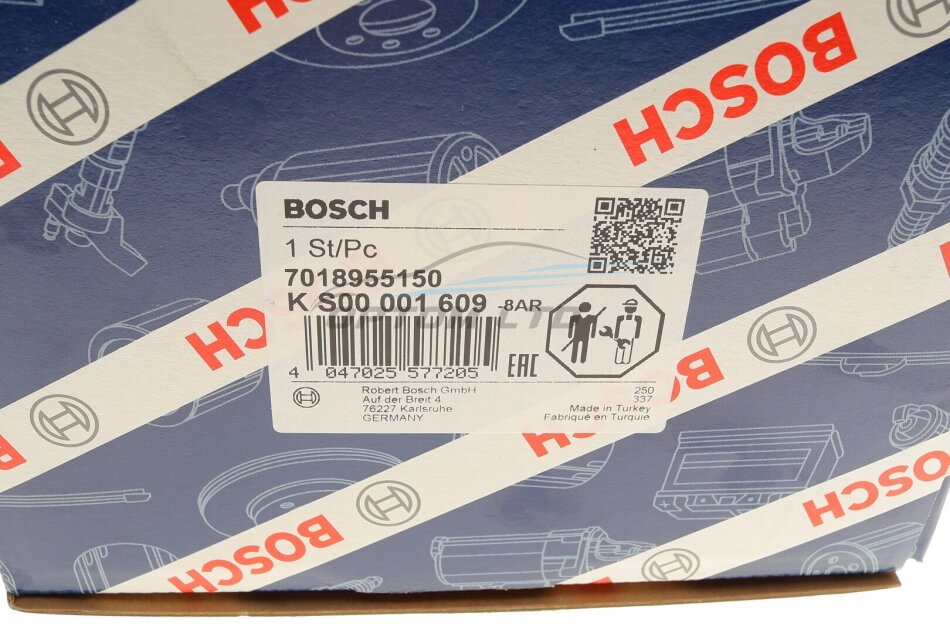 BOSCH
BOSCH
1 St/Pc
7018955150
K S00 001 609 -8AR
4 047025 577205
EAC
Robert Bosch GmbH
Auf der Breit 4
76227 Karlsruhe
GERMANY
250
337
Made in Turkey
Fabriqué en Turquie
BOSCH
BOSCH
BOSCH